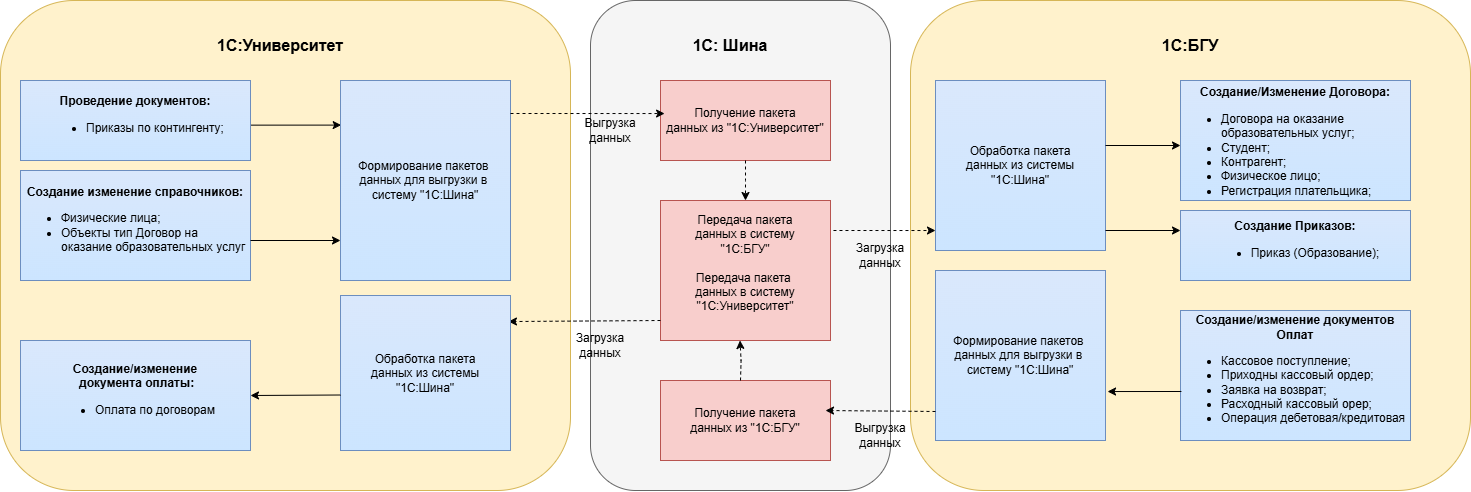 1С:Университет
Проведение документов:
Приказы по контингенту;
Создание изменение справочников:
Физические лица;
Объекты тип Договор на
оказание образовательных услуг
Формирование пакетов
данных для выгрузки в
систему "1С:Шина"
Обработка пакета
данных из системы
"1С:Шина"
Создание/изменение
документа оплаты:
Оплата по договорам
Выгрузка
данных
Загрузка
данных
1С: Шина
Получение пакета
данных из "1С:Университет"
Передача пакета
данных в систему
"1С:БГУ"
Передача пакета
данных в систему
"1С:Университет"
Получение пакета
данных из "1С:БГУ"
Загрузка
данных
Выгрузка
данных
1С:БГУ
Обработка пакета
данных из системы
"1С:Шина"
Создание/Изменение Договора:
Договора на оказание
образовательных услуг;
Студент;
Контрагент;
Физическое лицо;
Регистрация плательщика;
Создание Приказов:
Приказ (Образование);
Формирование пакетов
данных для выгрузки в
систему "1С:Шина"
Создание/изменение документов
Оплат
Кассовое поступление;
Приходны кассовый ордер;
Заявка на возврат;
Расходный кассовый орер;
Операция дебетовая/кредитовая